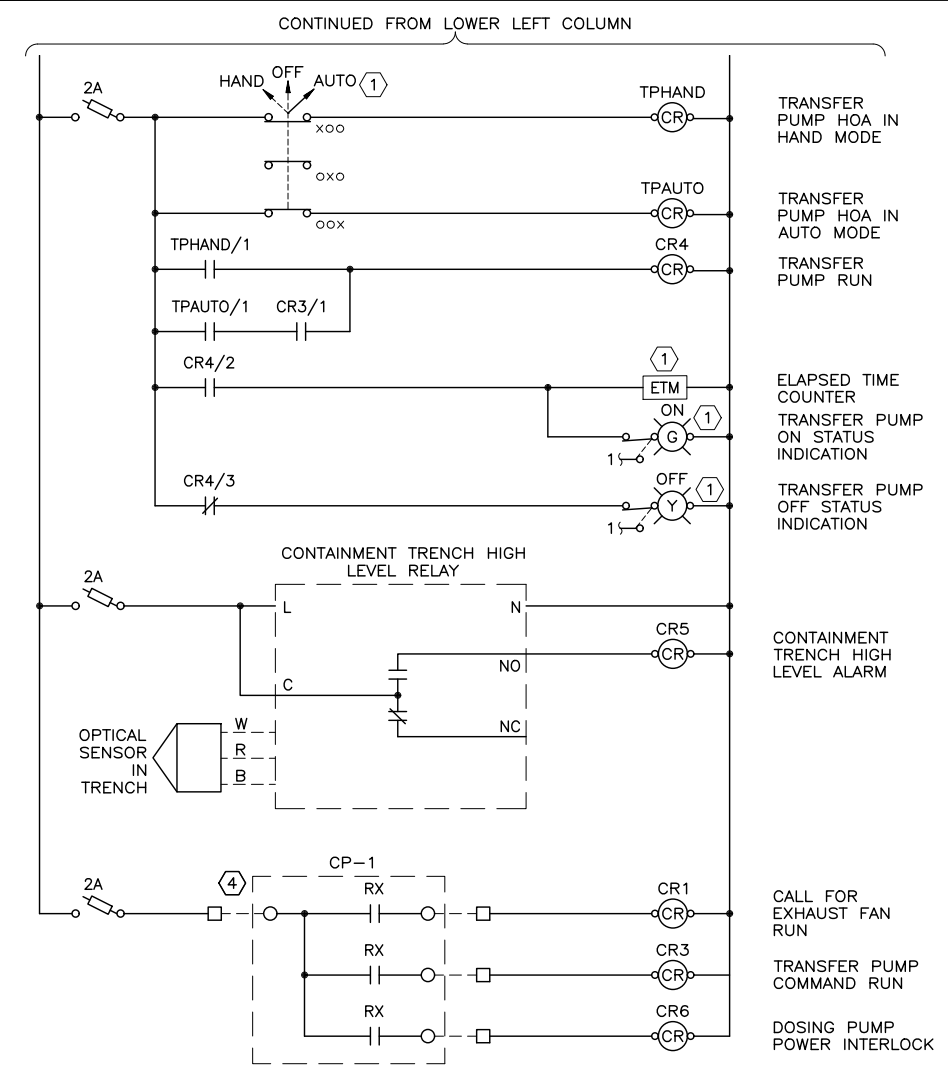 CONTINUED FROM LOWER LEFT COLUMN
2A
HAND OFF AUTO 1
XOO
TPHAND
CR
TRANSFER
PUMP HOA IN
HAND MODE
OXO
OOX
TPAUTO
CR
TRANSFER
PUMP HOA IN
AUTO MODE
TPHAND/1
CR4
CR
TRANSFER
PUMP RUN
TPAUTO/1 CR3/1
CR4/2
1
ETM
ELAPSED TIME
COUNTER
ON 1
G
1
TRANSFER PUMP
ON STATUS
INDICATION
CR4/3
OFF 1
Y
1
TRANSFER PUMP
OFF STATUS
INDICATION
CONTAINMENT TRENCH HIGH
LEVEL RELAY
2A
L N
CR5
CR
NO
CONTAINMENT
TRENCH HIGH
LEVEL ALARM
C
NC
OPTICAL
SENSOR
IN
TRENCH
W
R
B
CP-1
2A
4
RX
CR1
CR
CALL FOR
EXHAUST FAN
RUN
RX
CR3
CR
TRANSFER PUMP
COMMAND RUN
RX
CR6
CR
DOSING PUMP
POWER INTERLOCK